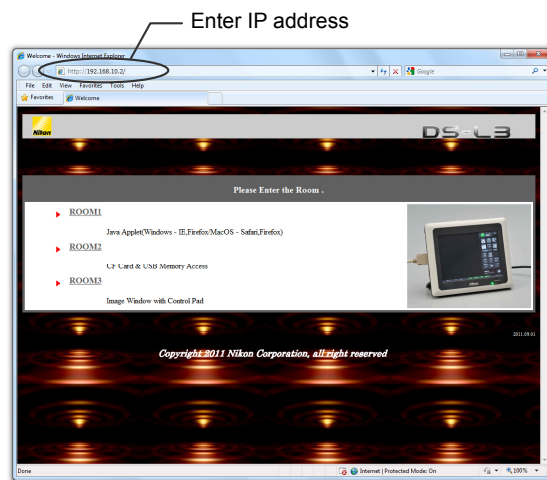 Enter IP address
Welcome - Windows Internet Explorer
http://192.168.10.2/
Google
File Edit View Favorites Tools Help
Favorites Welcome
Nikon
DS-L3
Please Enter the Room .
ROOM1
Java Applet(Windows - IE,Firefox/MacOS - Safari,Firefox)
ROOM2
CF Card & USB Memory Access
ROOM3
Image Window with Control Pad
2011.09.01
Copyright 2011 Nikon Corporation, all right reserved
Done
Internet | Protected Mode: On
100%